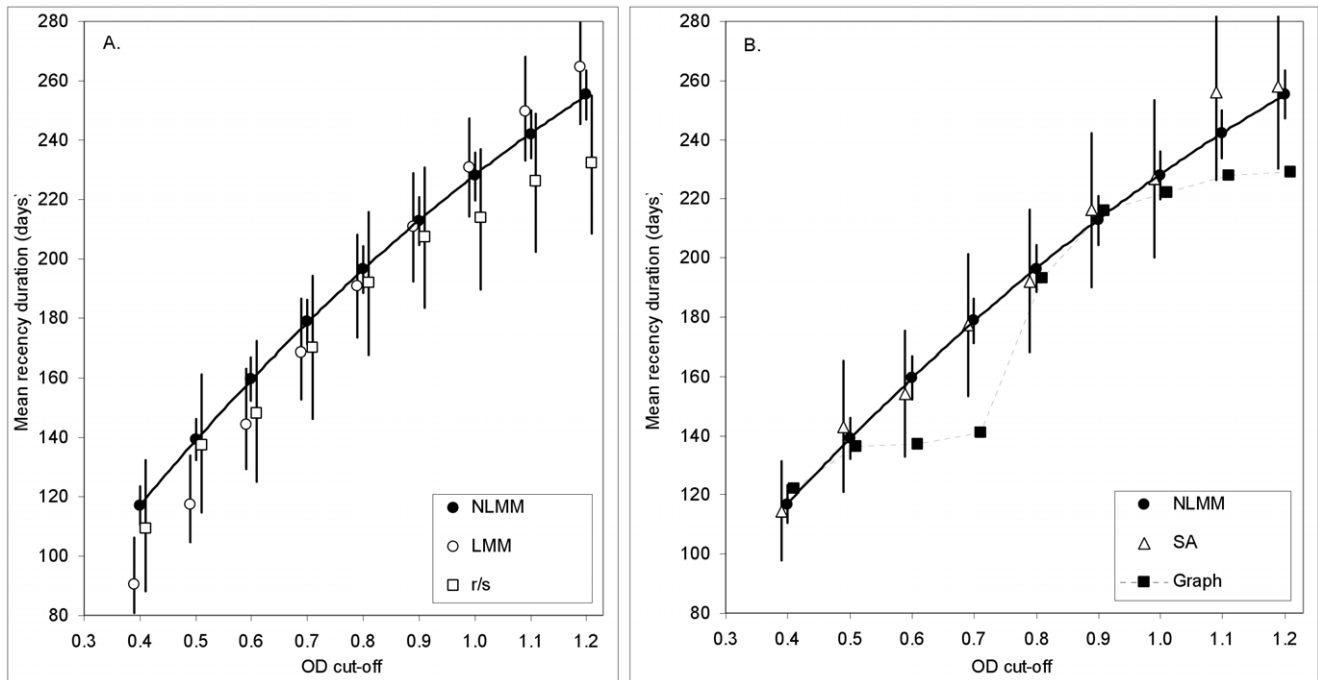 A.
Mean recency duration (days)
280
260
240
220
200
180
160
140
120
100
80
0.3 0.4 0.5 0.6 0.7 0.8 0.9 1.0 1.1 1.2
OD cut-off
NLMM
LMM
r/s
B.
Mean recency duration (days)
280
260
240
220
200
180
160
140
120
100
80
0.3 0.4 0.5 0.6 0.7 0.8 0.9 1.0 1.1 1.2
OD cut-off
NLMM
SA
Graph